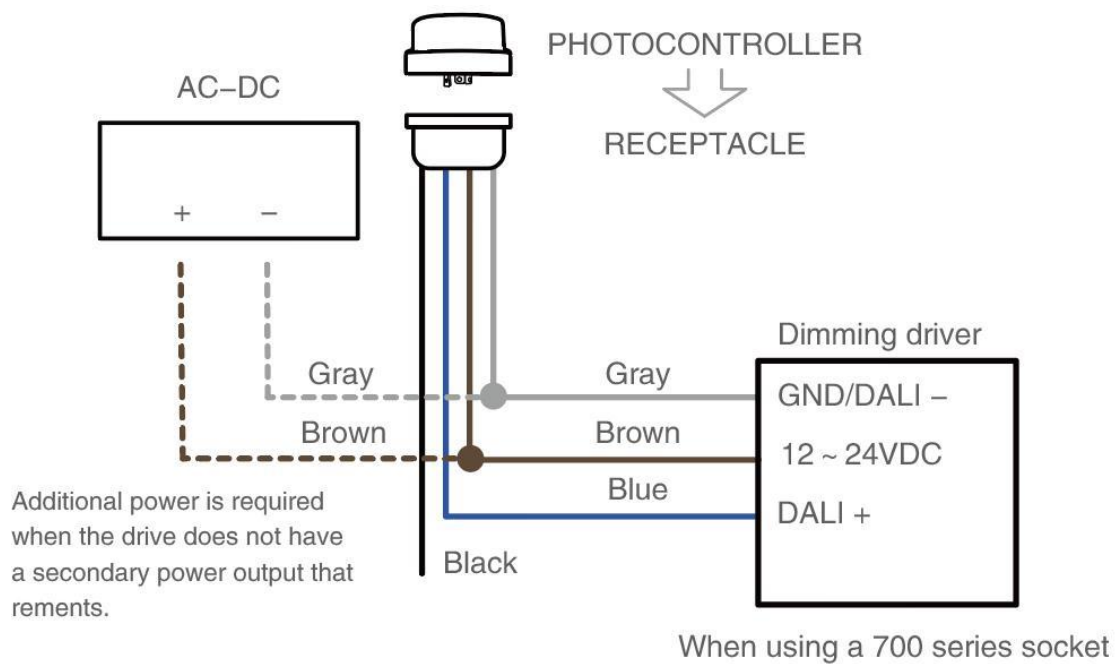 PHOTOCONTROLLER
AC–DC
RECEPTACLE
+ –
Dimming driver
Gray Gray
GND/DALI –
Brown Brown
12 ~ 24VDC
Blue
DALI +
Additional power is required
when the drive does not have
a secondary power output that
rements.
Black
When using a 700 series socket